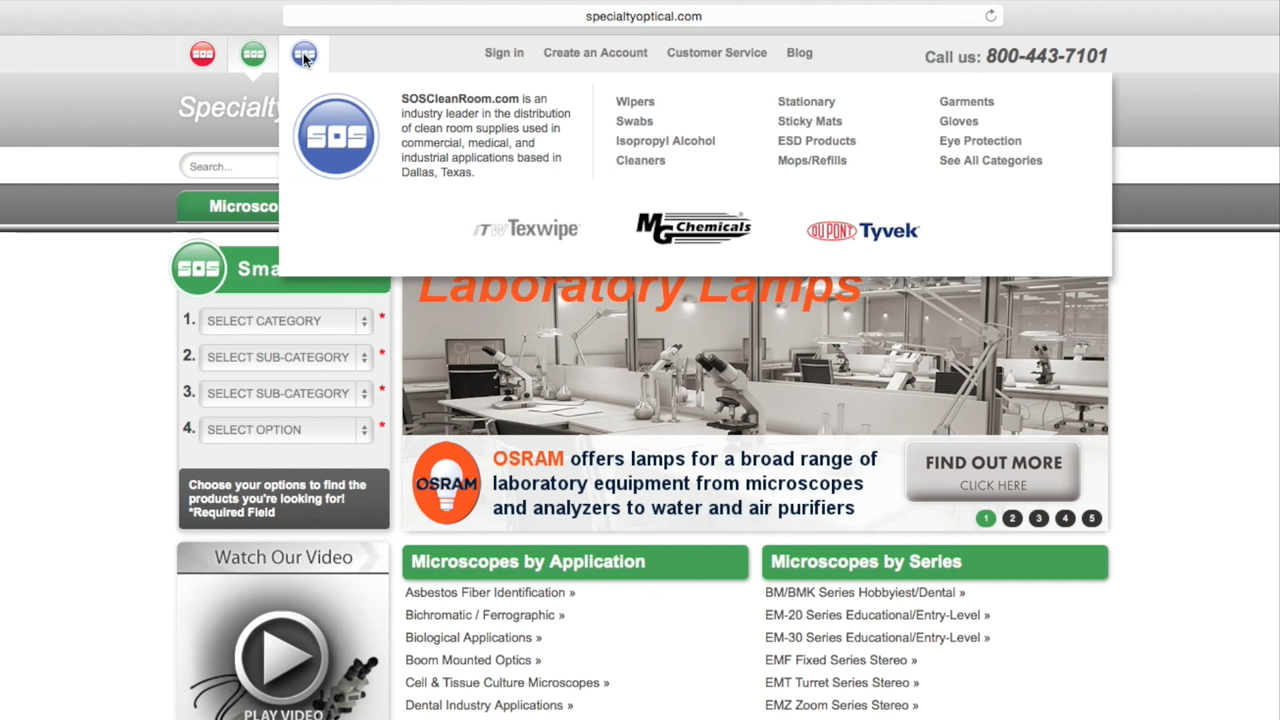 specialtyoptical.com
SOS
SOS
SOS
Sign in
Create an Account
Customer Service
Blog
Call us: 800-443-7101
Specialty
SOS
SOSCleanRoom.com is an
industry leader in the distribution
of clean room supplies used in
commercial, medical, and
industrial applications based in
Dallas, Texas.
Wipers
Swabs
Isopropyl Alcohol
Cleaners
Stationary
Sticky Mats
ESD Products
Mops/Refills
Garments
Gloves
Eye Protection
See All Categories
ITW Texwipe
MG Chemicals
DUPONT Tyvek
Search...
Microsco
SOS
Sma
1. SELECT CATEGORY *
2. SELECT SUB-CATEGORY *
3. SELECT SUB-CATEGORY *
4. SELECT OPTION *
Choose your options to find the
products you're looking for!
*Required Field
Watch Our Video
PLAY VIDEO
Laboratory Lamps
OSRAM
OSRAM offers lamps for a broad range of
laboratory equipment from microscopes
and analyzers to water and air purifiers
FIND OUT MORE
CLICK HERE
1 2 3 4 5
Microscopes by Application
Asbestos Fiber Identification »
Bichromatic / Ferrographic »
Biological Applications »
Boom Mounted Optics »
Cell & Tissue Culture Microscopes »
Dental Industry Applications »
Microscopes by Series
BM/BMK Series Hobbyiest/Dental »
EM-20 Series Educational/Entry-Level »
EM-30 Series Educational/Entry-Level »
EMF Fixed Series Stereo »
EMT Turret Series Stereo »
EMZ Zoom Series Stereo »